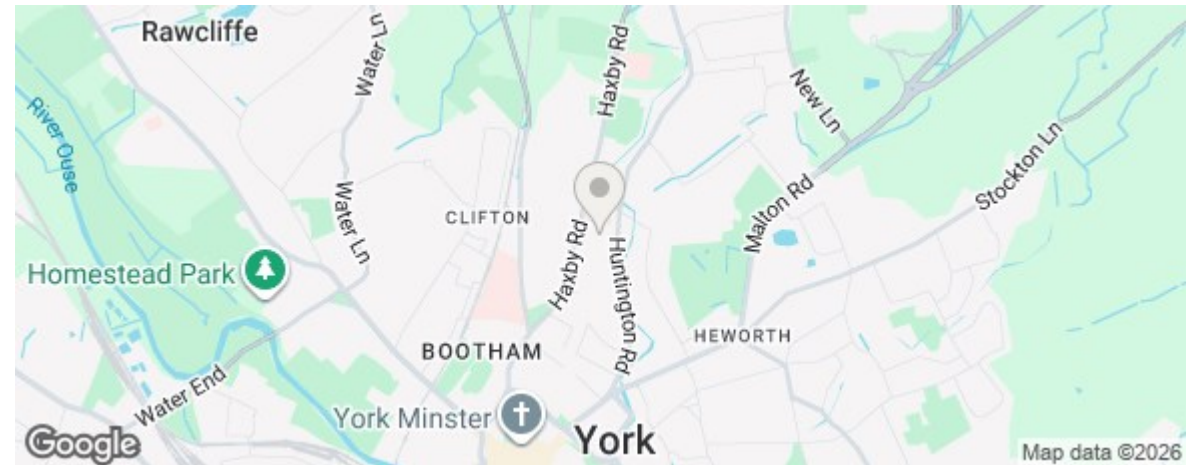 Rawcliffe
Water Ln
Haxby Rd
New Ln
River Ouse
Stockton Ln
Malton Rd
Water Ln
CLIFTON
Haxby Rd
Huntington Rd
Homestead Park
HEWORTH
BOOTHAM
Water End
York Minster
York
Google
Map data ©2026